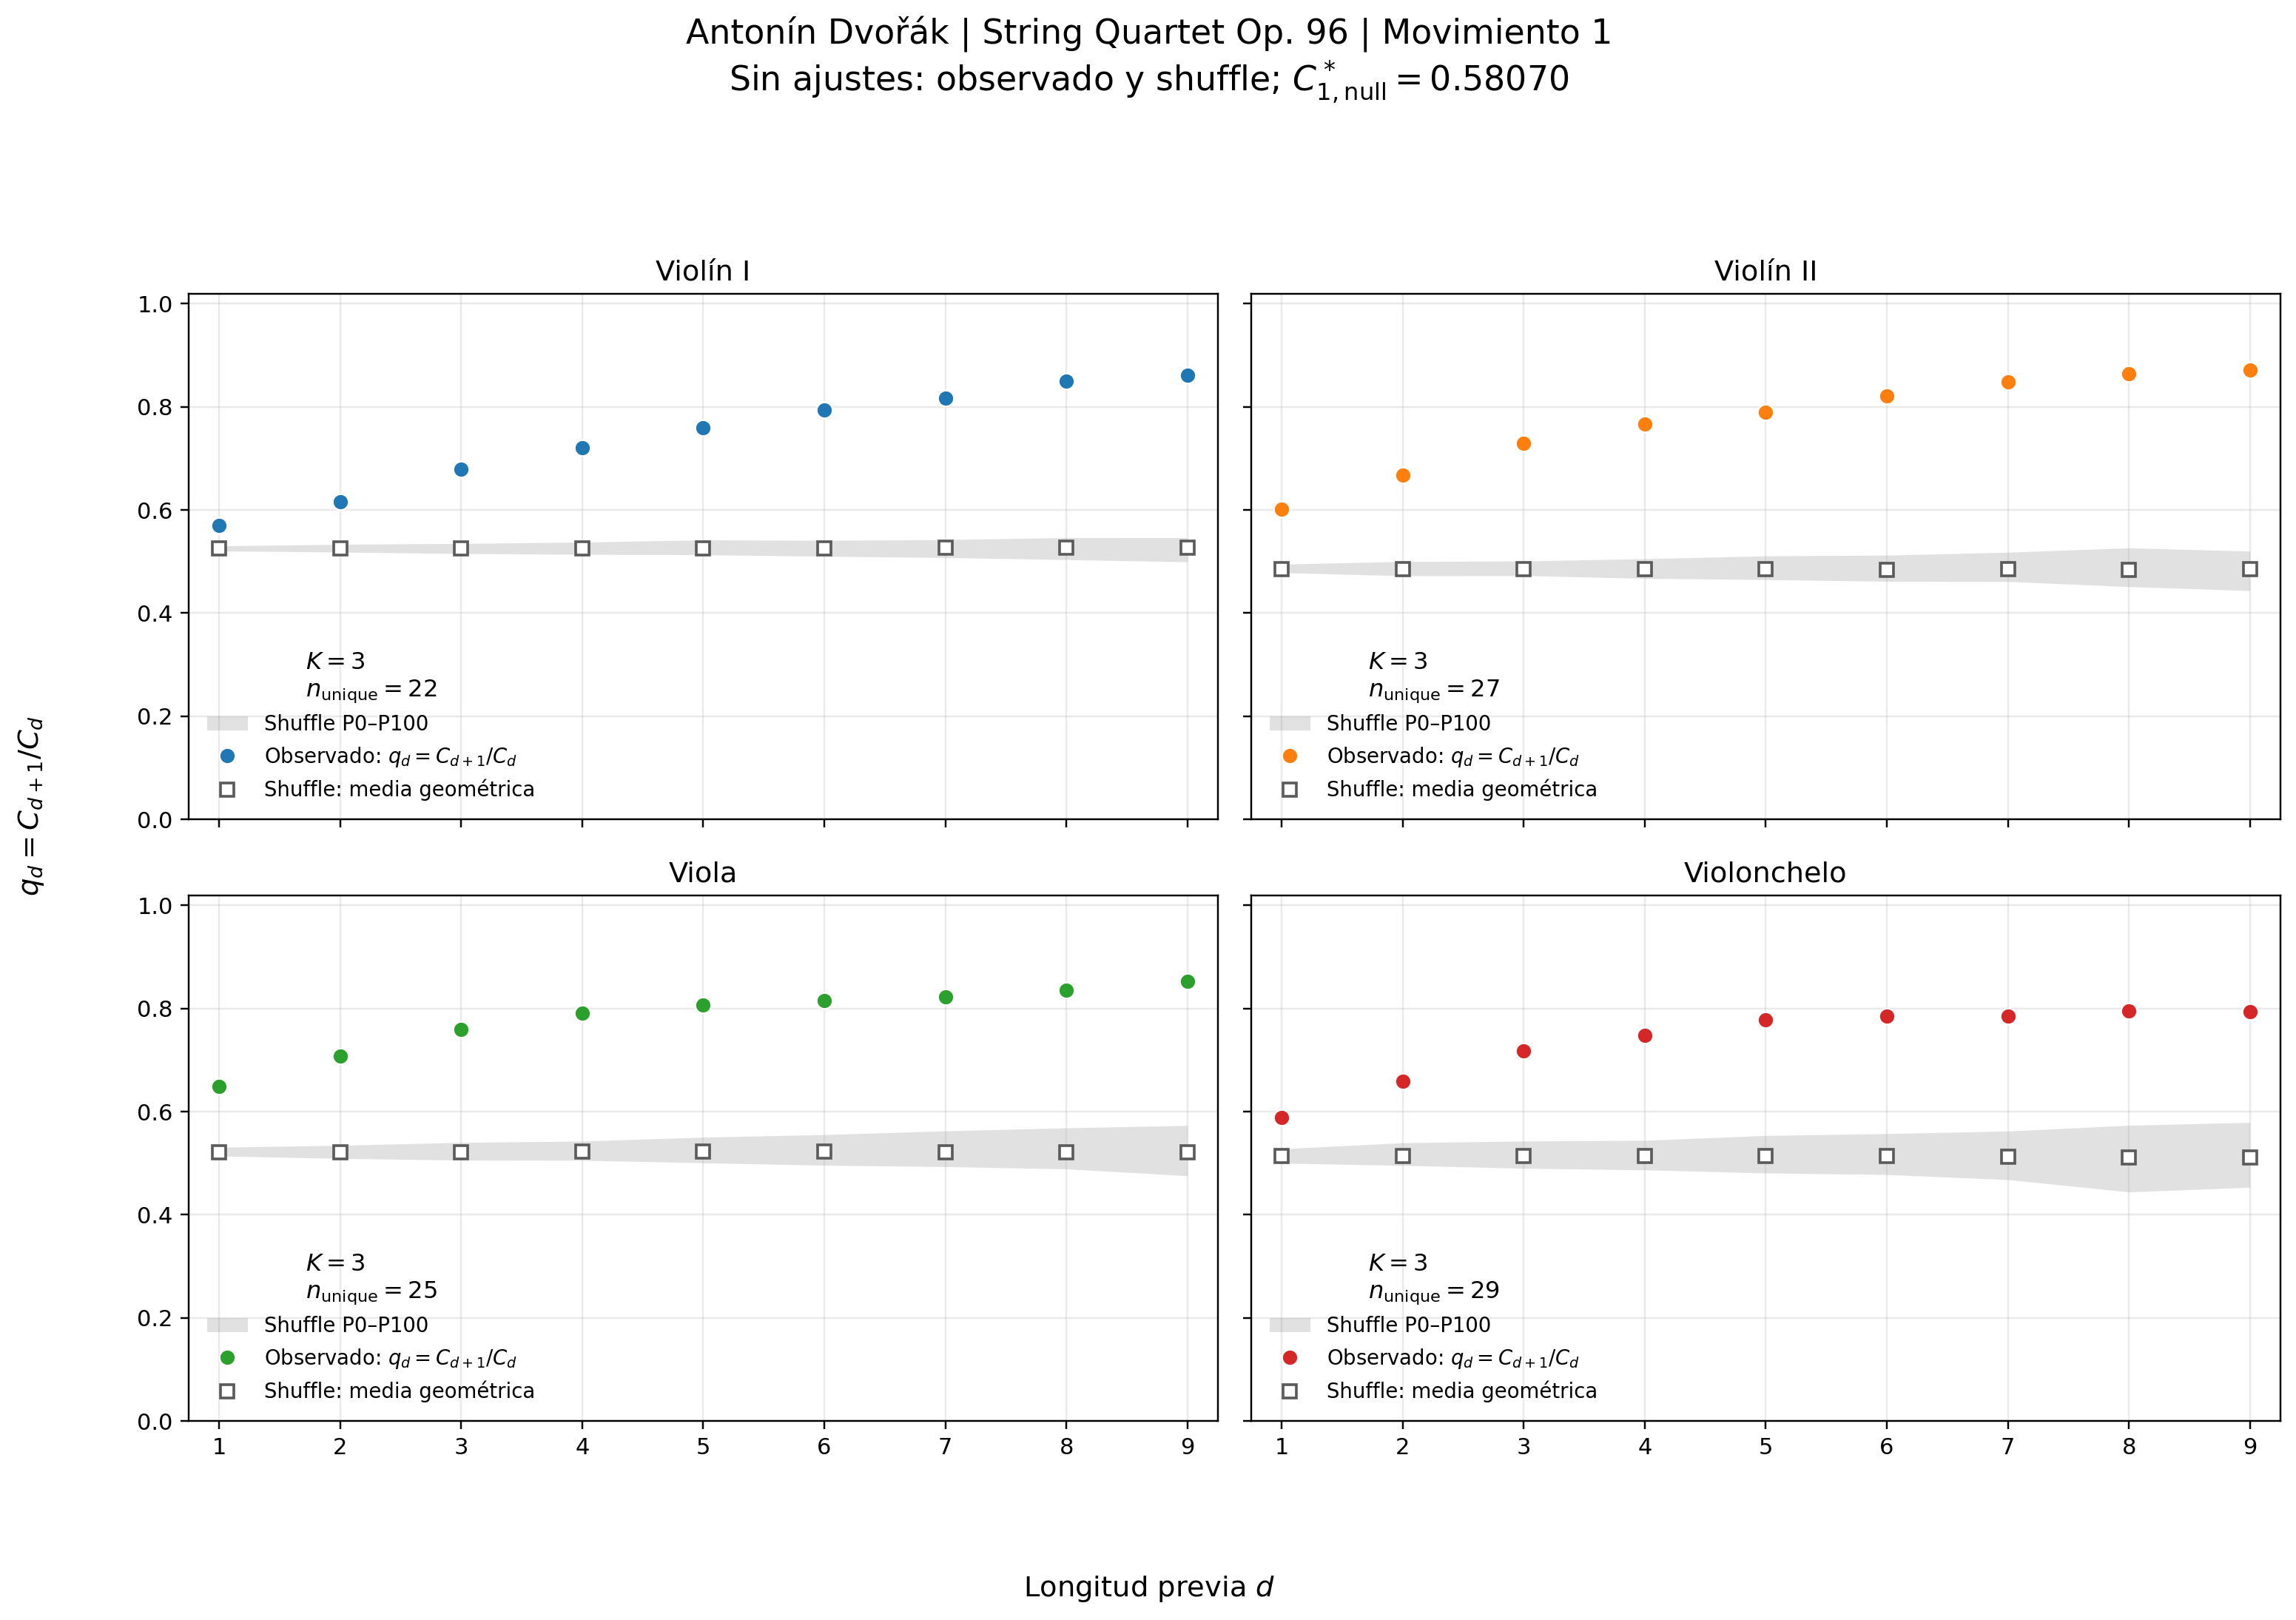 Antonín Dvořák | String Quartet Op. 96 | Movimiento 1
Sin ajustes: observado y shuffle; C*1,null = 0.58070
Violín I
1.0
0.8
0.6
0.4
0.2
0.0
K = 3
nunique = 22
Shuffle P0–P100
Observado: qd = Cd+1/Cd
Shuffle: media geométrica
Violín II
K = 3
nunique = 27
Shuffle P0–P100
Observado: qd = Cd+1/Cd
Shuffle: media geométrica
qd = Cd+1/Cd
Viola
1.0
0.8
0.6
0.4
0.2
0.0
K = 3
nunique = 25
Shuffle P0–P100
Observado: qd = Cd+1/Cd
Shuffle: media geométrica
1 2 3 4 5 6 7 8 9
Violonchelo
K = 3
nunique = 29
Shuffle P0–P100
Observado: qd = Cd+1/Cd
Shuffle: media geométrica
1 2 3 4 5 6 7 8 9
Longitud previa d